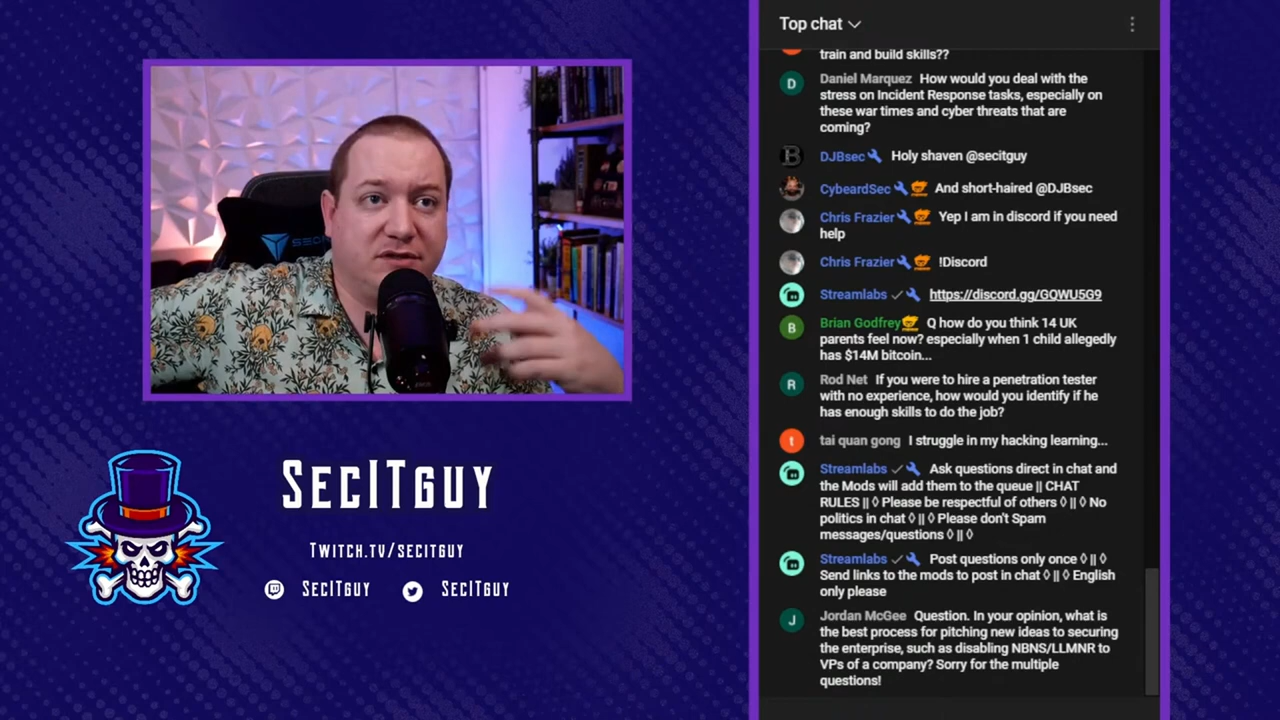 Top chat
train and build skills??
Daniel Marquez How would you deal with the
stress on Incident Response tasks, especially on
these war times and cyber threats that are
coming?
DJBsec Holy shaven @secitguy
CybeardSec And short-haired @DJBsec
Chris Frazier Yep I am in discord if you need
help
Chris Frazier !Discord
Streamlabs https://discord.gg/GQWU5G9
B
Brian Godfrey Q how do you think 14 UK
parents feel now? especially when 1 child allegedly
has $14M bitcoin...
R
Rod Net If you were to hire a penetration tester
with no experience, how would you identify if he
has enough skills to do the job?
t
tai quan gong I struggle in my hacking learning...
Streamlabs Ask questions direct in chat and
the Mods will add them to the queue || CHAT
RULES || ◊ Please be respectful of others ◊ || ◊ No
politics in chat ◊ || ◊ Please don't Spam
messages/questions ◊ || ◊
Streamlabs Post questions only once ◊ || ◊
Send links to the mods to post in chat ◊ || ◊ English
only please
J
Jordan McGee Question. In your opinion, what is
the best process for pitching new ideas to securing
the enterprise, such as disabling NBNS/LLMNR to
VPs of a company? Sorry for the multiple
questions!
D
SecITguy
Twitch.tv/secitguy
SecITguy
SecITguy